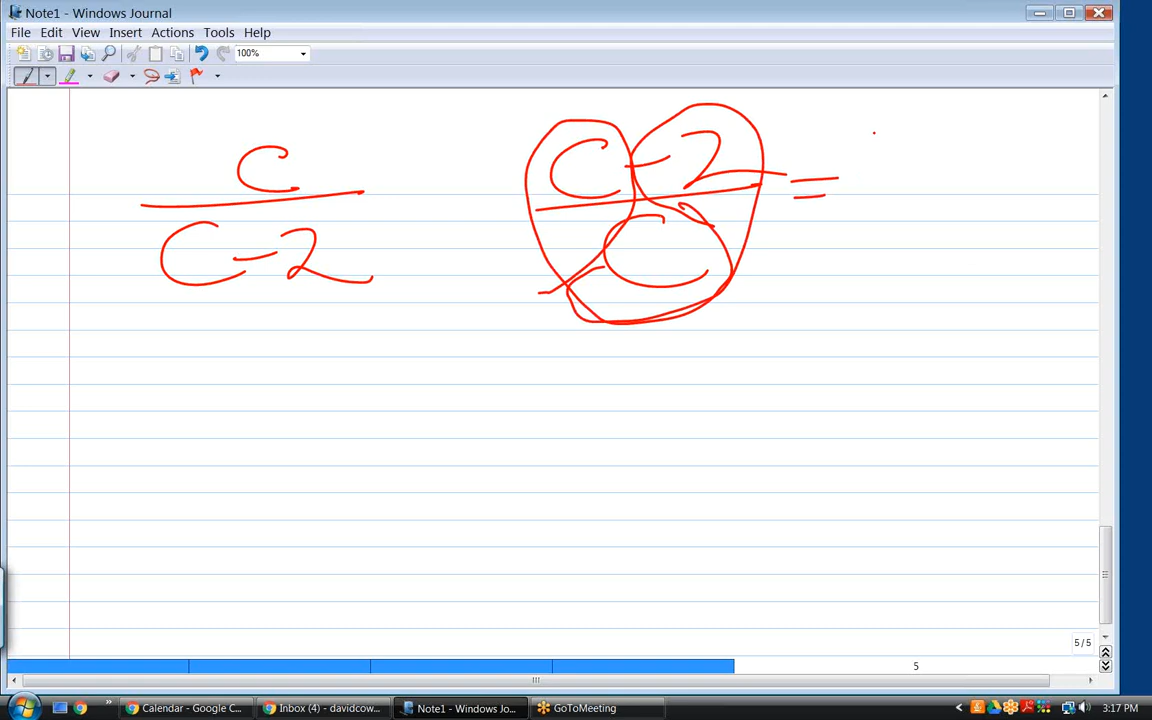 Note1 - Windows Journal
File Edit View Insert Actions Tools Help
100%
C
C - 2
C - 2 =
C
5/5
5
Calendar - Google C...
Inbox (4) - davidcow...
Windows Jo...
GoToMeeting
3:17 PM